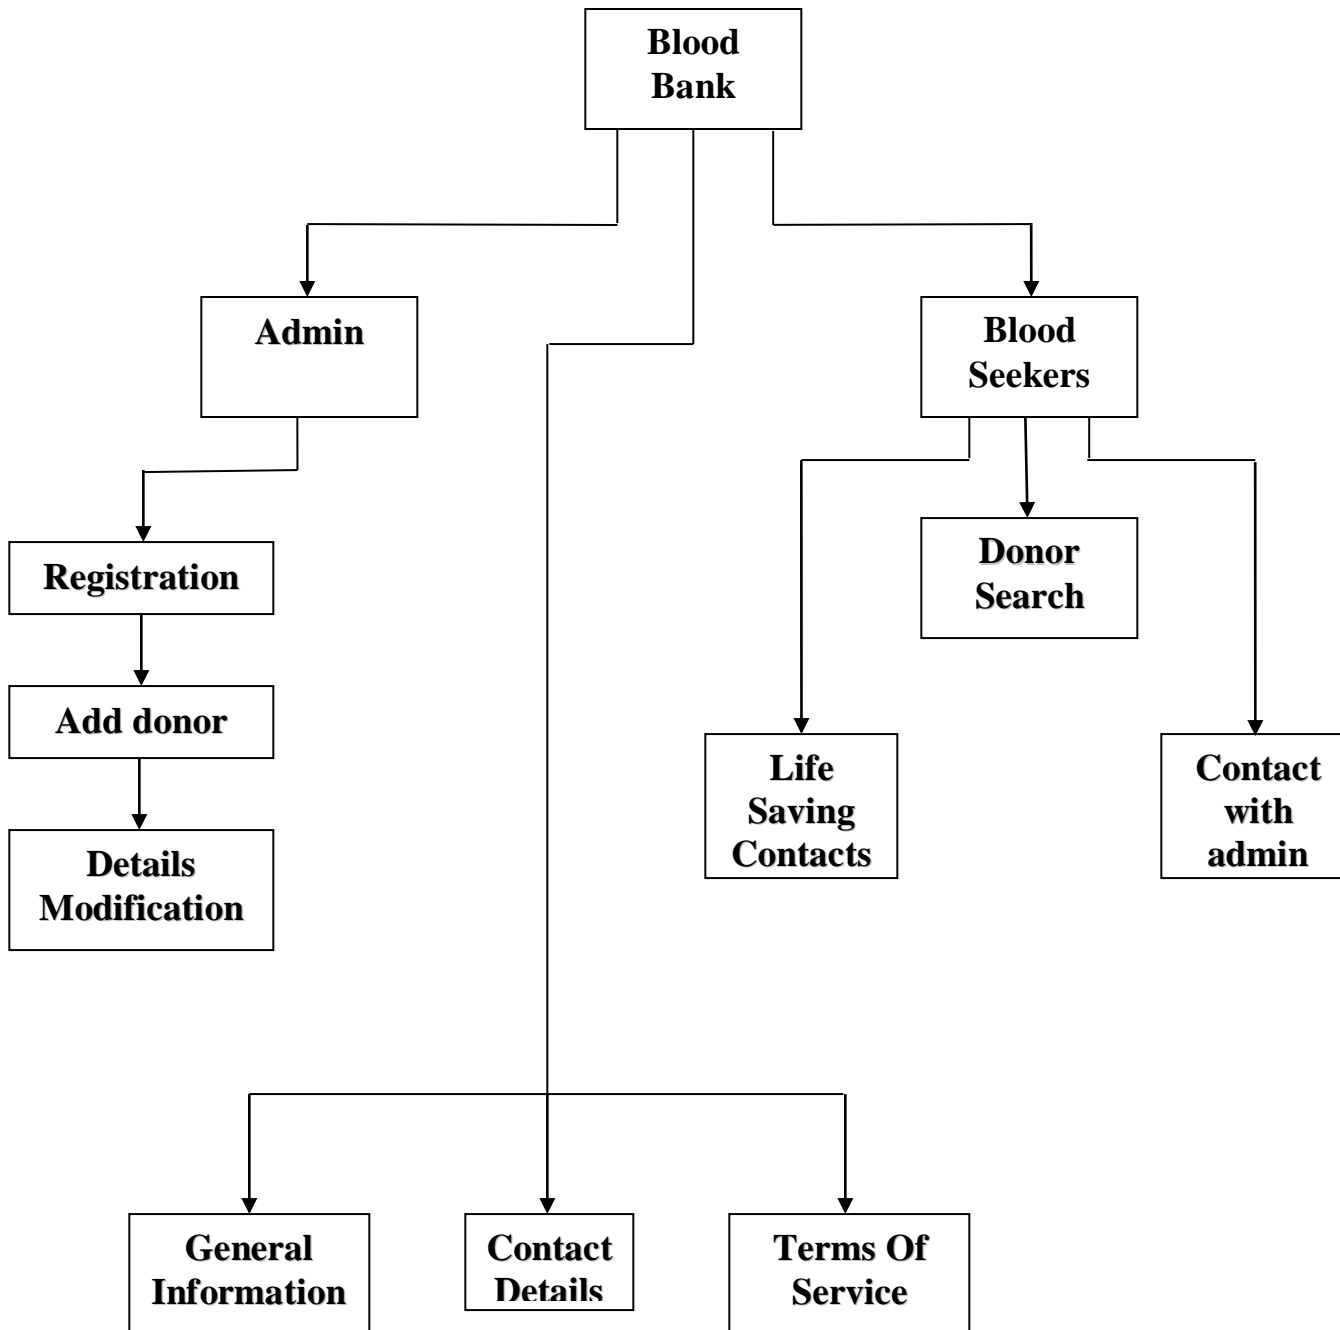 Blood
Bank
Admin
Blood
Seekers
Registration
Donor
Search
Add donor
Life
Saving
Contacts
Contact
with
admin
Details
Modification
General
Information
Contact
Details
Terms Of
Service